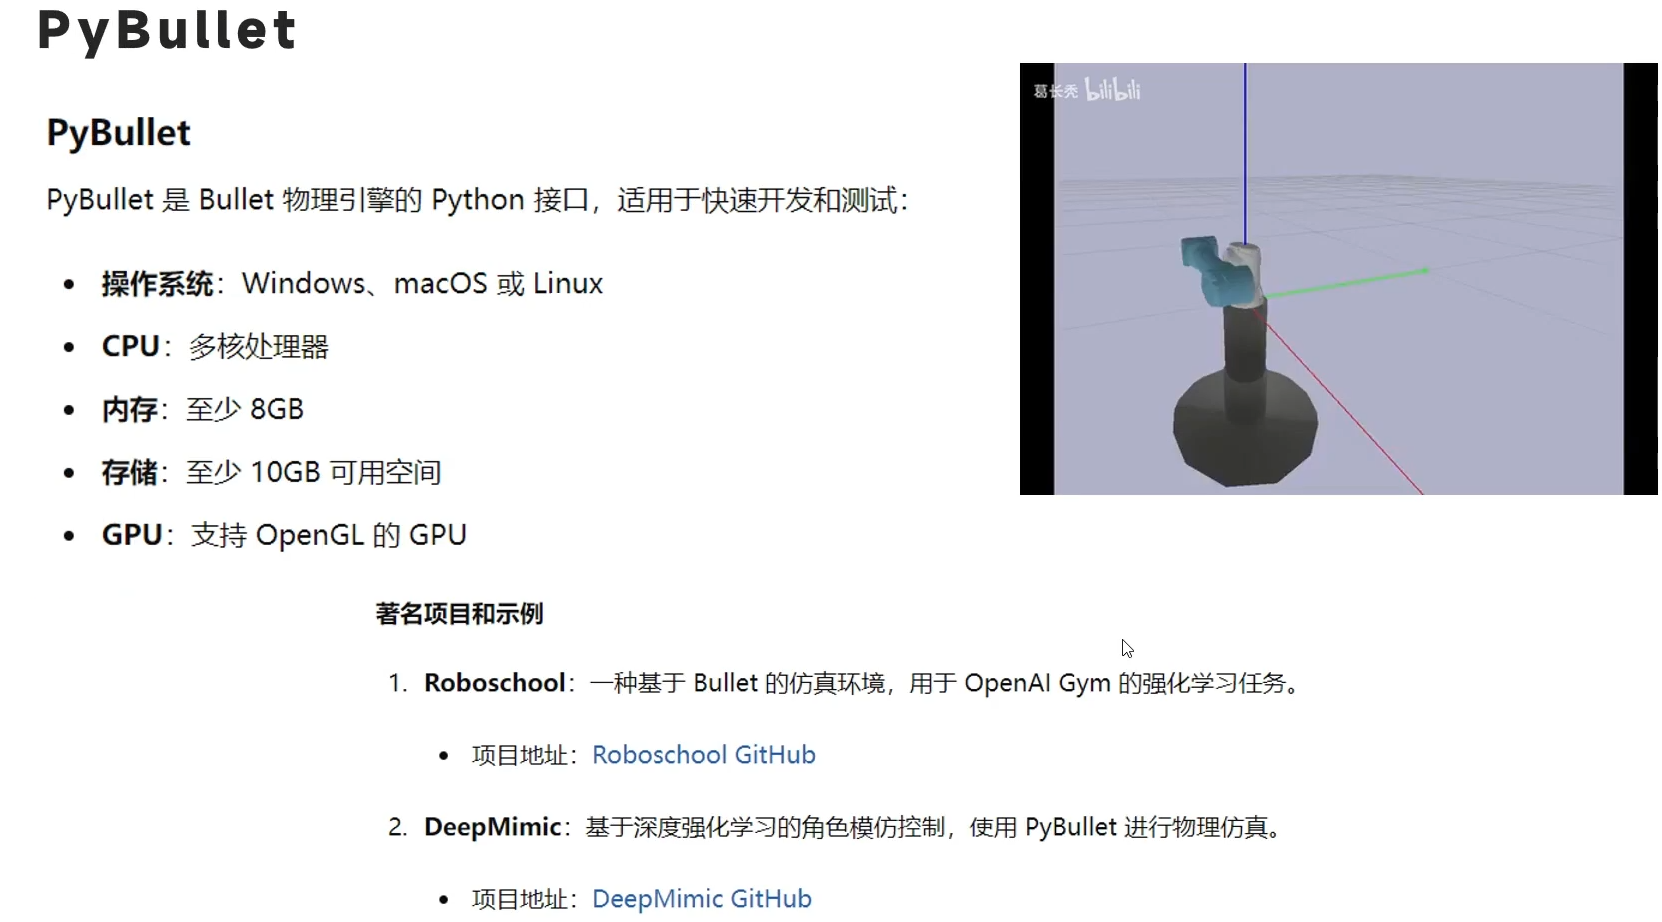 PyBullet
PyBullet
PyBullet 是 Bullet 物理引擎的 Python 接口，适用于快速开发和测试：
• 操作系统：Windows、macOS 或 Linux
• CPU：多核处理器
• 内存：至少 8GB
• 存储：至少 10GB 可用空间
• GPU：支持 OpenGL 的 GPU
葛长秃 bilibili
著名项目和示例
1. Roboschool：一种基于 Bullet 的仿真环境，用于 OpenAI Gym 的强化学习任务。
• 项目地址：Roboschool GitHub
2. DeepMimic：基于深度强化学习的角色模仿控制，使用 PyBullet 进行物理仿真。
• 项目地址：DeepMimic GitHub